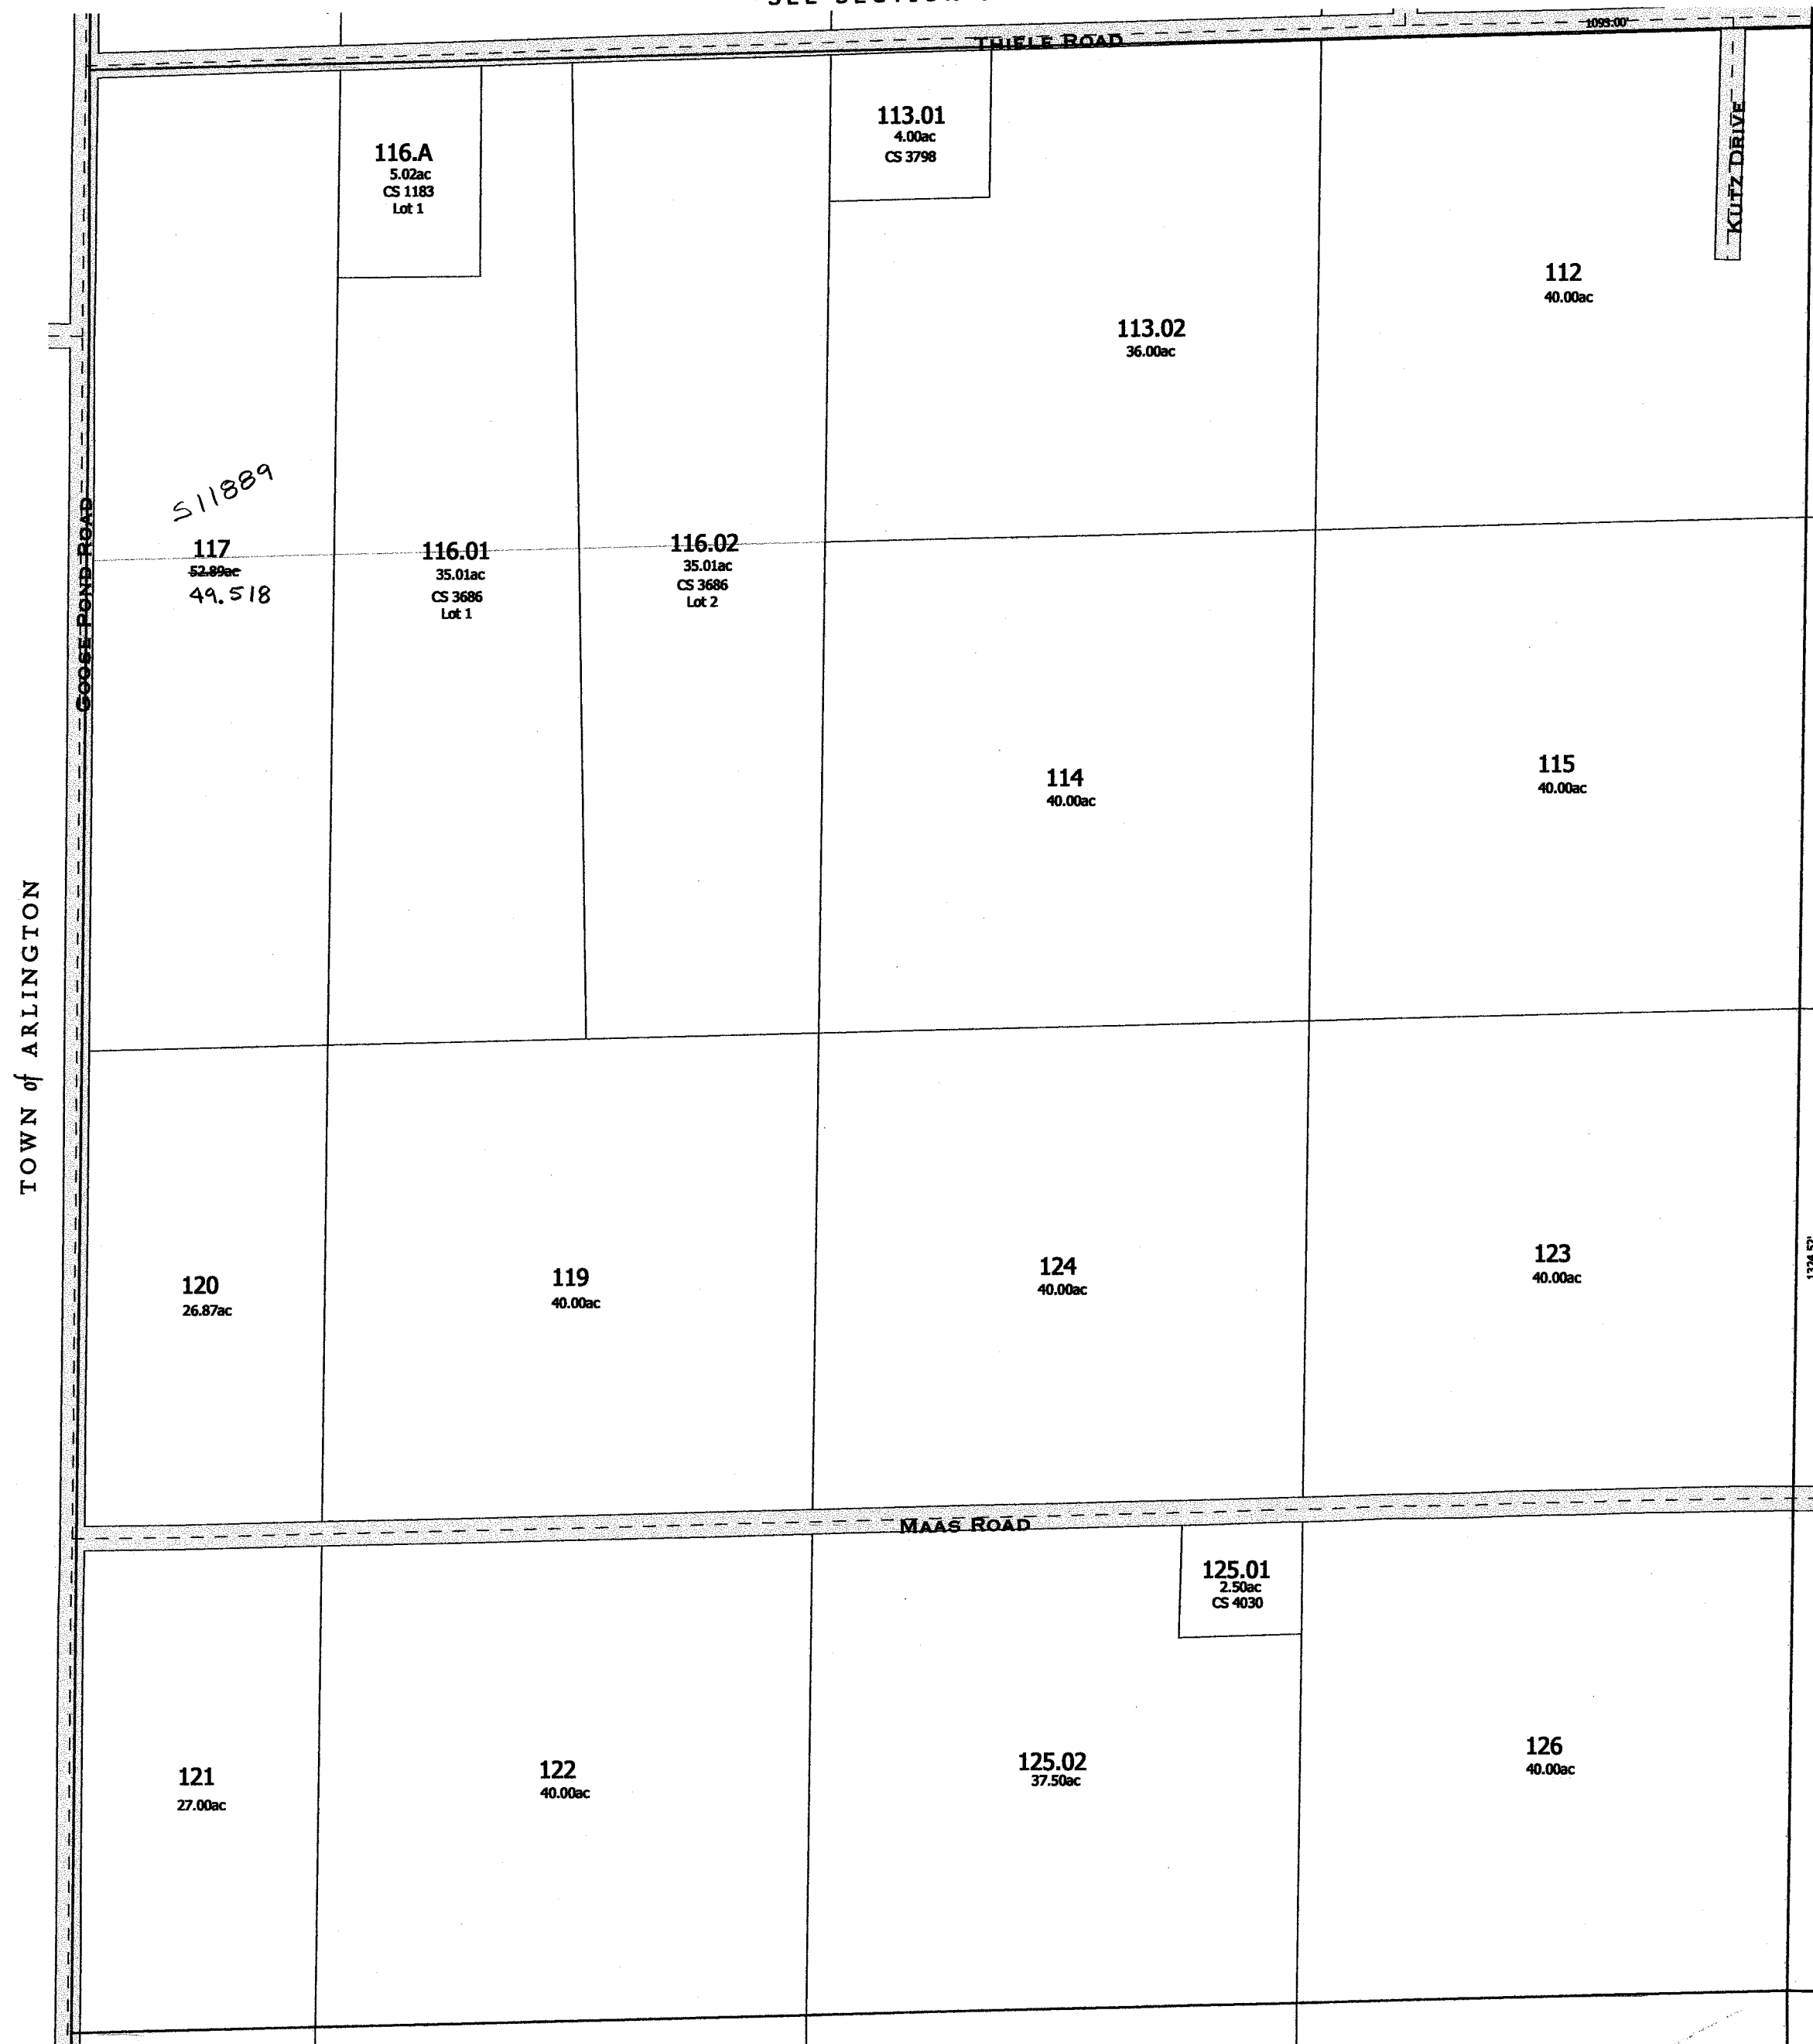 THIELE ROAD
1093.00'
KUTZ DRIVE
113.01
4.00ac
CS 3798
116.A
5.02ac
CS 1183
Lot 1
112
40.00ac
113.02
36.00ac
S11889
GOOSE POND ROAD
117
52.89ac
49.518
116.01
35.01ac
CS 3686
Lot 1
116.02
35.01ac
CS 3686
Lot 2
114
40.00ac
115
40.00ac
TOWN of ARLINGTON
120
26.87ac
119
40.00ac
124
40.00ac
123
40.00ac
MAAS ROAD
125.01
2.50ac
CS 4030
121
27.00ac
122
40.00ac
125.02
37.50ac
126
40.00ac